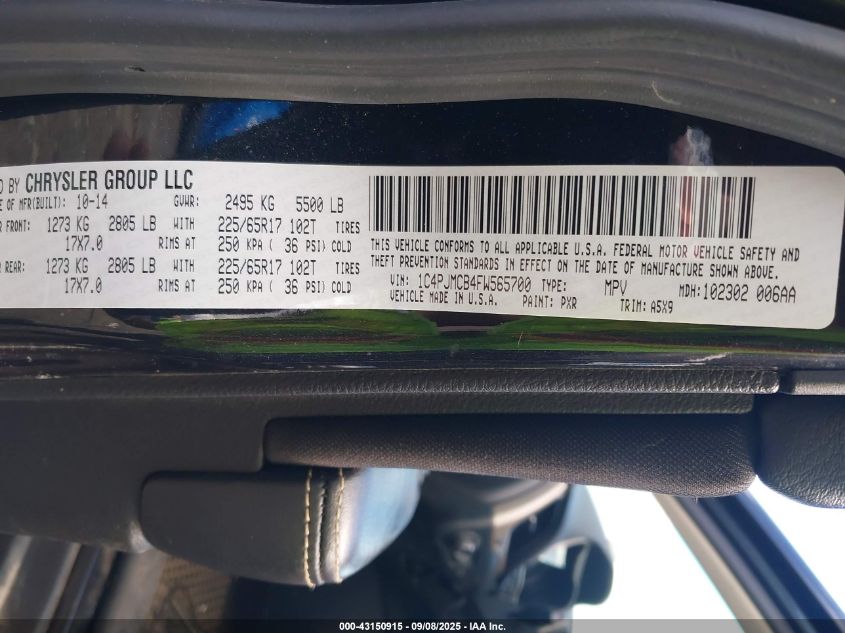 D BY CHRYSLER GROUP LLC
E OF MFR(BUILT): 10-14 GVWR: 2495 KG 5500 LB
R FRONT: 1273 KG 2805 LB WITH 225/65R17 102T TIRES
17X7.0 RIMS AT 250 KPA ( 36 PSI) COLD
R REAR: 1273 KG 2805 LB WITH 225/65R17 102T TIRES
17X7.0 RIMS AT 250 KPA ( 36 PSI) COLD
THIS VEHICLE CONFORMS TO ALL APPLICABLE U.S.A. FEDERAL MOTOR VEHICLE SAFETY AND
THEFT PREVENTION STANDARDS IN EFFECT ON THE DATE OF MANUFACTURE SHOWN ABOVE.
VIN: 1C4PJMCB4FW565700 TYPE: MPV MDH: 102302 006AA
VEHICLE MADE IN U.S.A. PAINT: PXR TRIM: A5X9
000-43150915 - 09/08/2025 - IAA Inc.